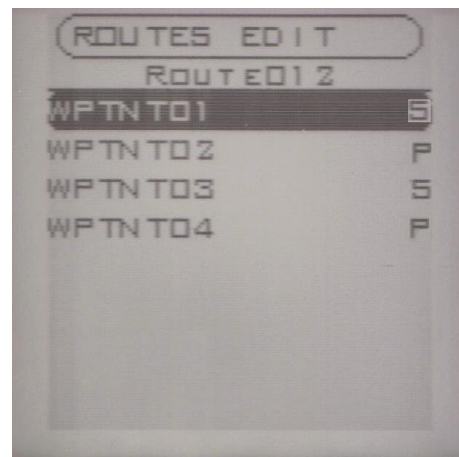 ROUTES EDIT
ROUTE012
WPTNT01 S
WPTNT02 P
WPTNT03 S
WPTNT04 P